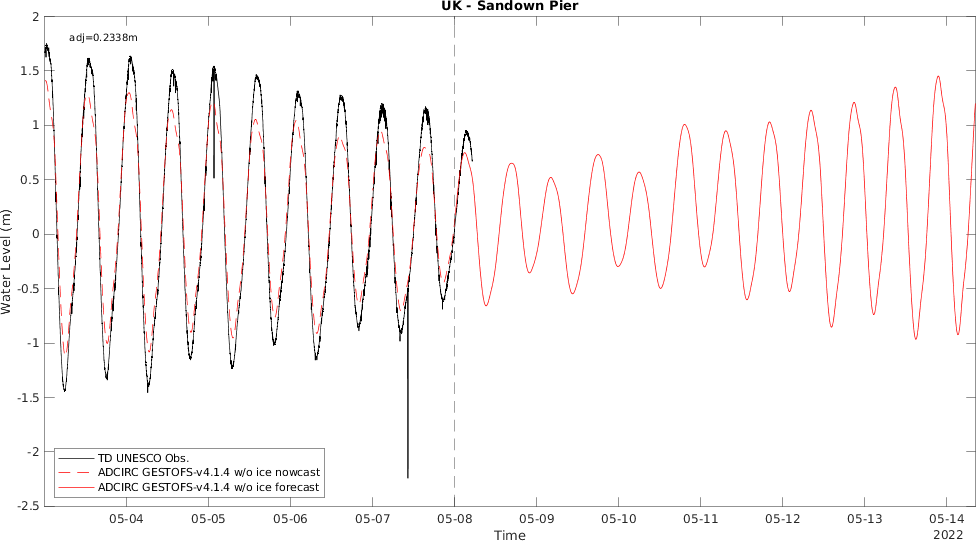 UK - Sandown Pier
adj=0.2338m
2
1.5
1
0.5
0
-0.5
-1
-1.5
-2
-2.5
Water Level (m)
TD UNESCO Obs.
ADCIRC GESTOFS-v4.1.4 w/o ice nowcast
ADCIRC GESTOFS-v4.1.4 w/o ice forecast
05-04 05-05 05-06 05-07 05-08 05-09 05-10 05-11 05-12 05-13 05-14
Time
2022